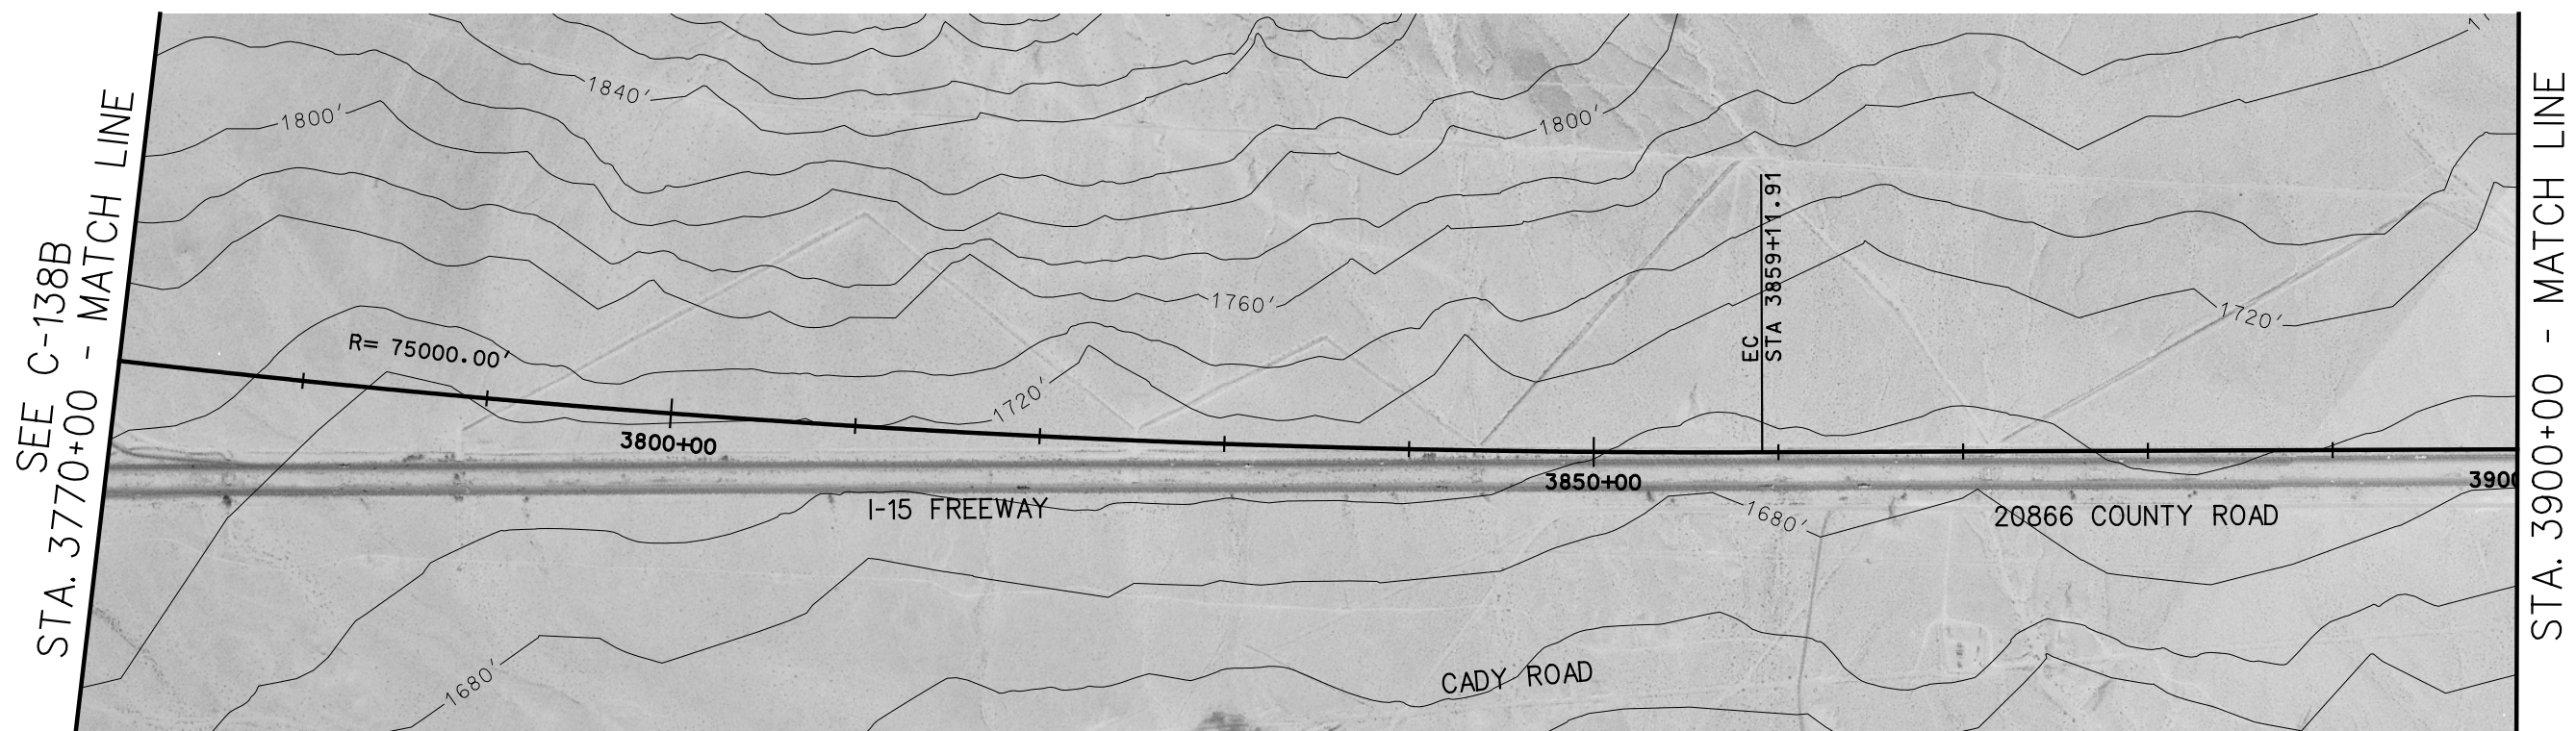 SEE C-138B
STA. 3770+00 - MATCH LINE
1840'
1800'
1800'
R= 75000.00'
1760'
1720'
EC
STA 3859+11.91
1720'
3800+00
3850+00
3900
I-15 FREEWAY
1680'
20866 COUNTY ROAD
1680'
CADY ROAD
STA. 3900+00 - MATCH LINE